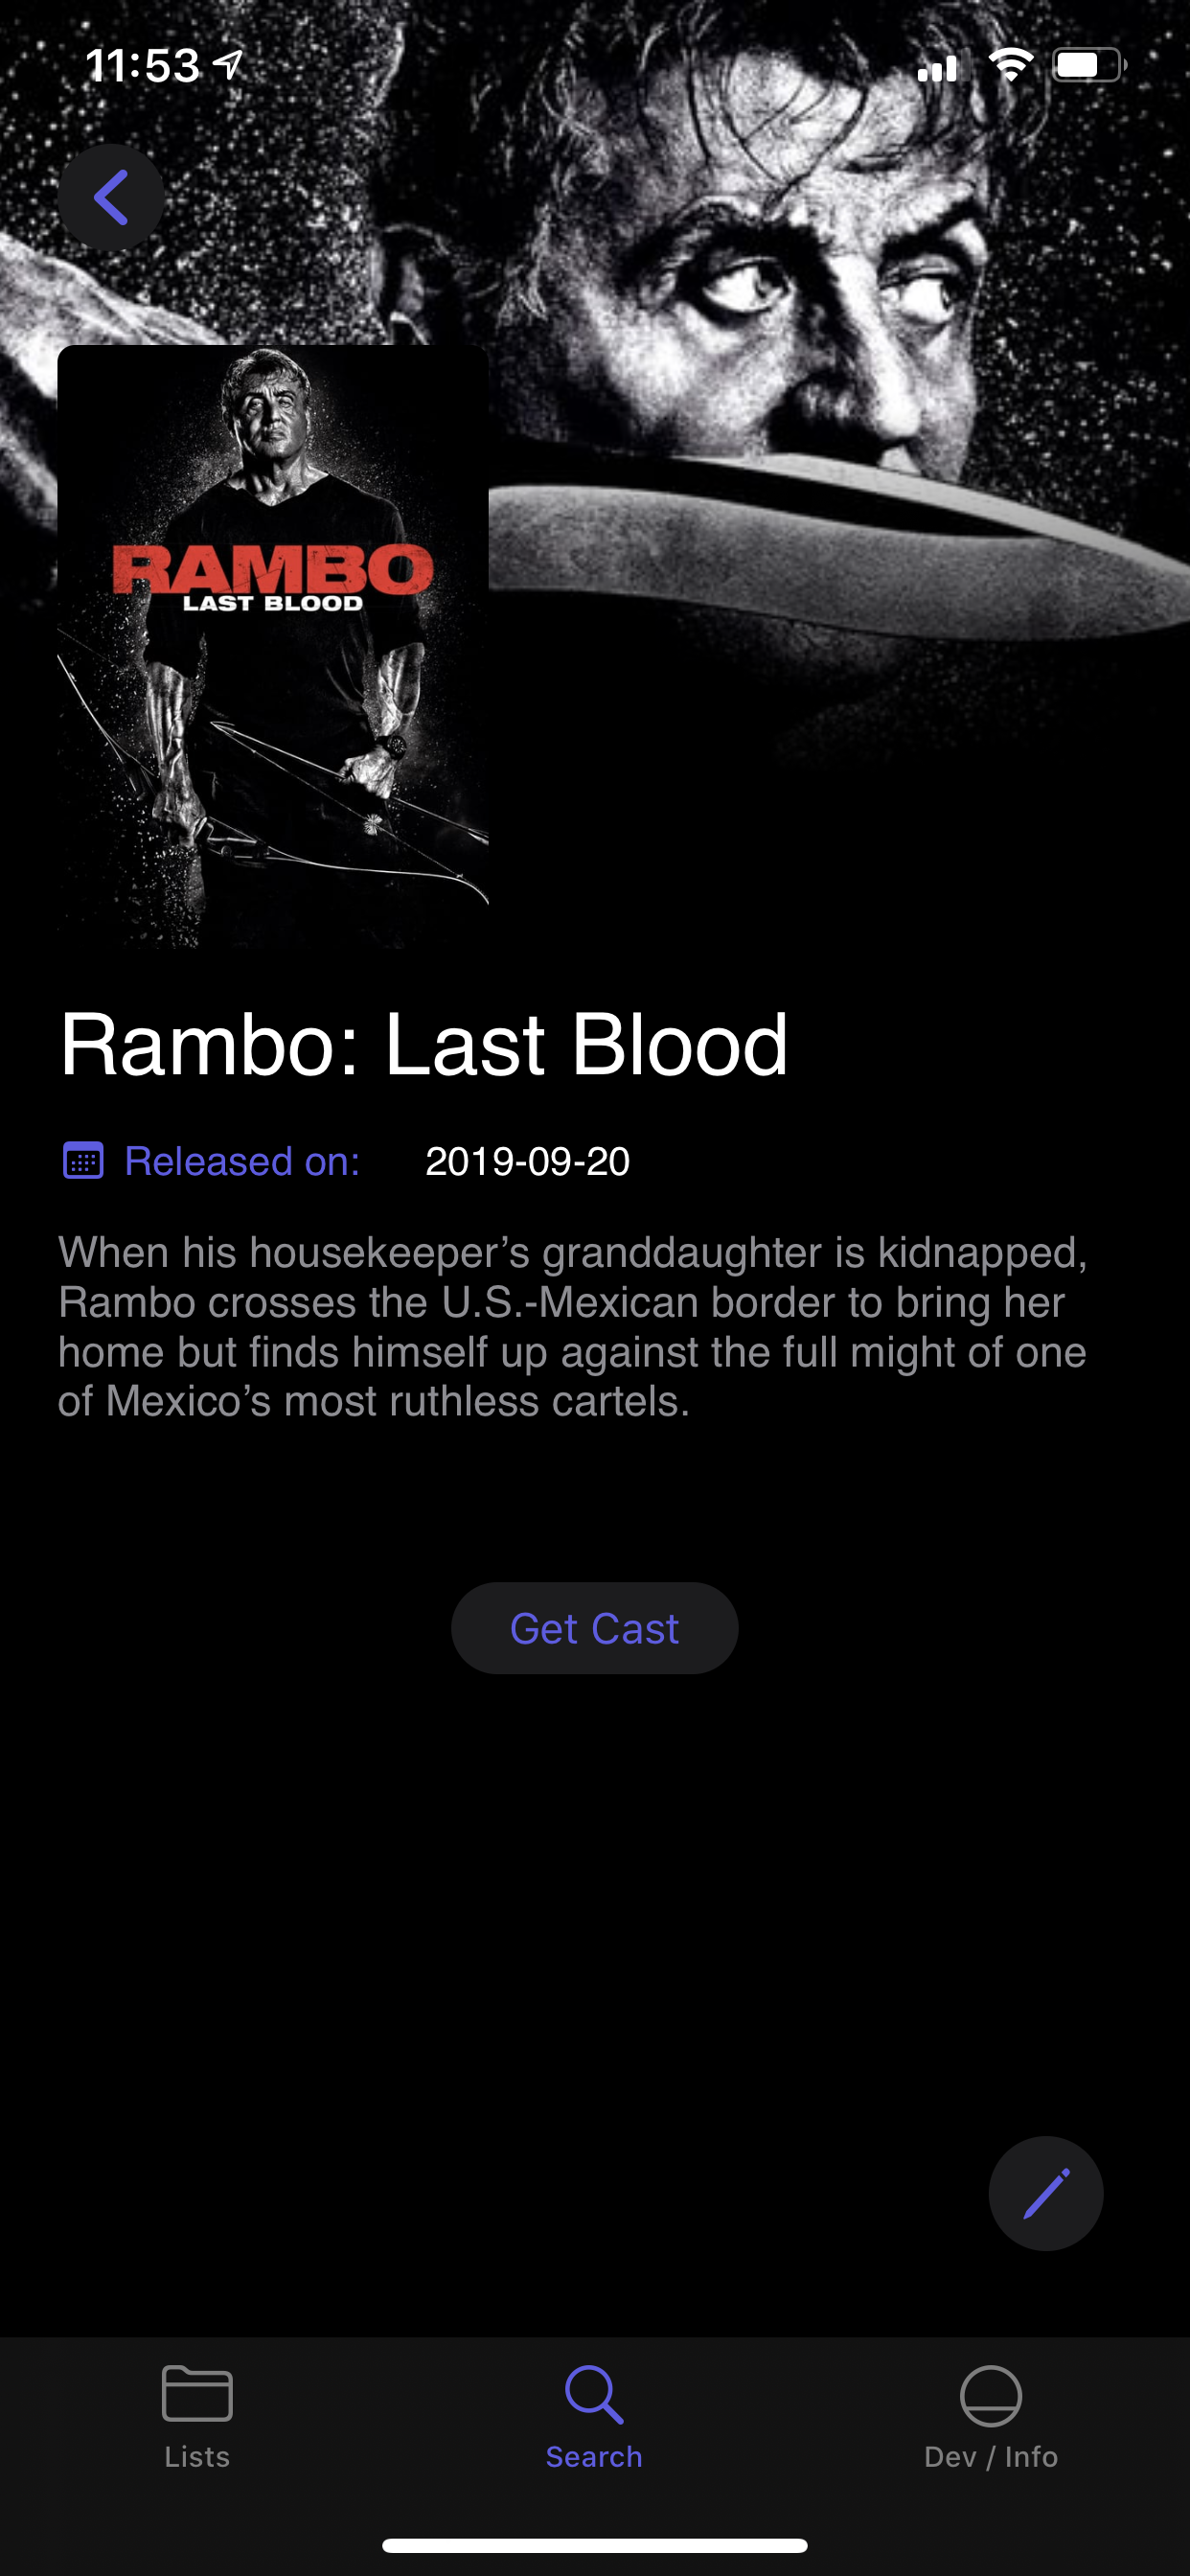 11:53
RAMBO
LAST BLOOD
Rambo: Last Blood
Released on: 2019-09-20
When his housekeeper’s granddaughter is kidnapped,
Rambo crosses the U.S.-Mexican border to bring her
home but finds himself up against the full might of one
of Mexico’s most ruthless cartels.
Get Cast
Lists
Search
Dev / Info